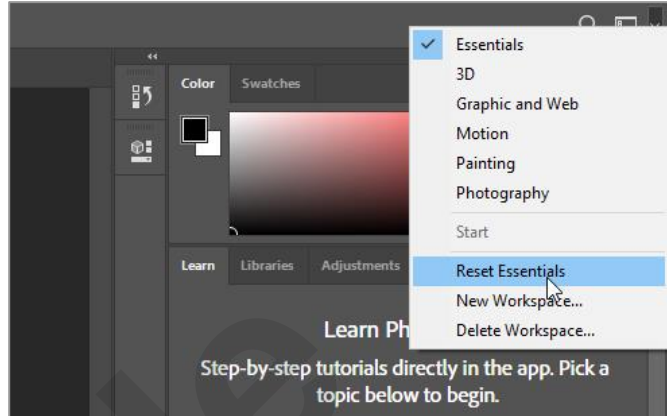 Essentials
3D
Graphic and Web
Motion
Painting
Photography
Start
Reset Essentials
New Workspace...
Delete Workspace...
Color Swatches
Learn Libraries Adjustments
Learn Ph
Step-by-step tutorials directly in the app. Pick a
topic below to begin.